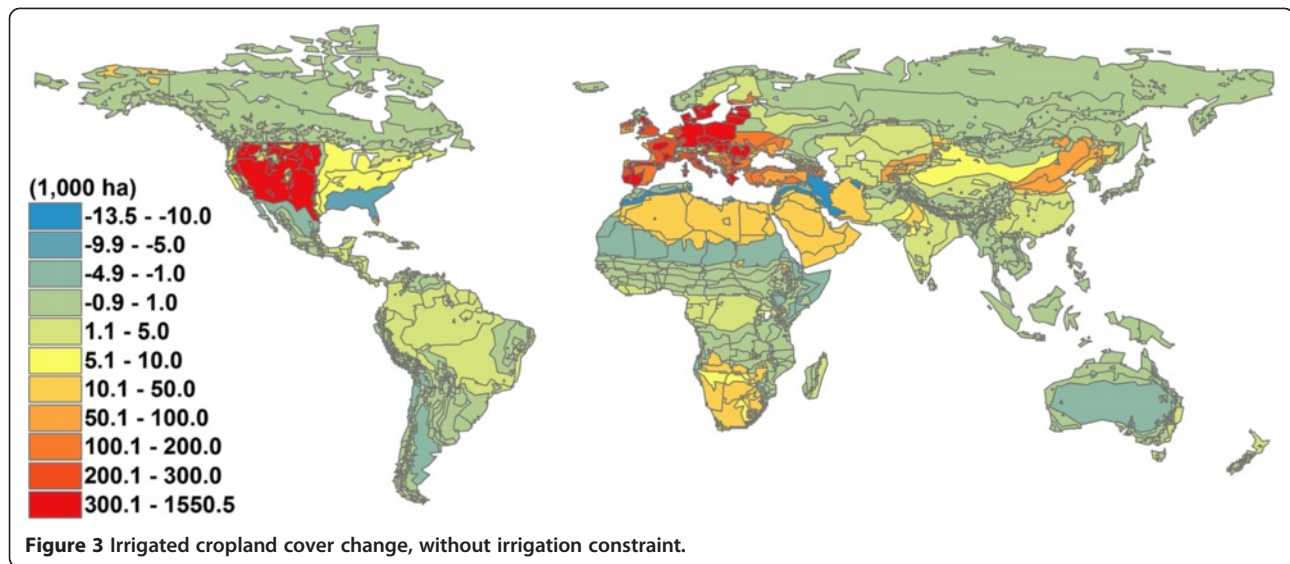 (1,000 ha)
-13.5 - -10.0
-9.9 - -5.0
-4.9 - -1.0
-0.9 - 1.0
1.1 - 5.0
5.1 - 10.0
10.1 - 50.0
50.1 - 100.0
100.1 - 200.0
200.1 - 300.0
300.1 - 1550.5
Figure 3 Irrigated cropland cover change, without irrigation constraint.